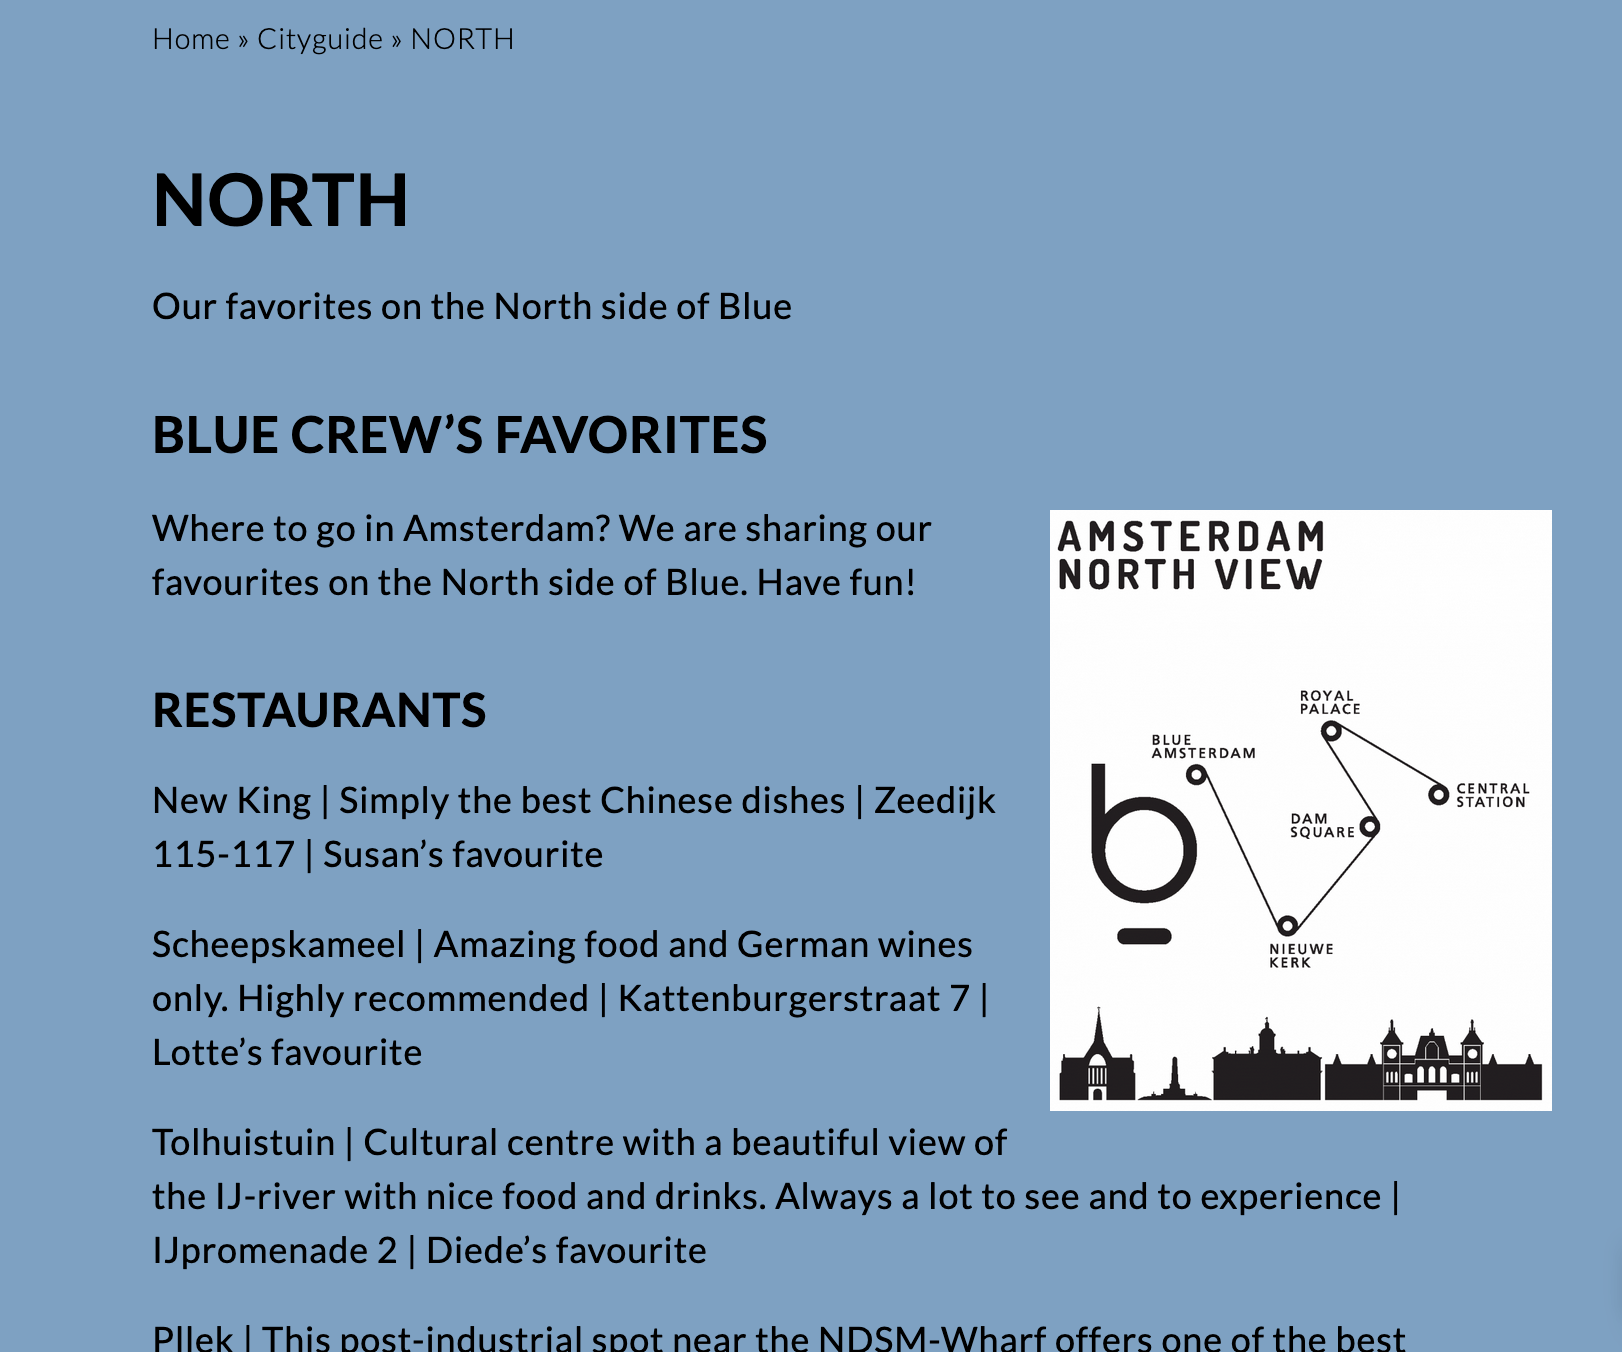 Home » Cityguide » NORTH
NORTH
Our favorites on the North side of Blue
BLUE CREW’S FAVORITES
Where to go in Amsterdam? We are sharing our
favourites on the North side of Blue. Have fun!
RESTAURANTS
New King | Simply the best Chinese dishes | Zeedijk
115-117 | Susan’s favourite
Scheepskameel | Amazing food and German wines
only. Highly recommended | Kattenburgerstraat 7 |
Lotte’s favourite
Tolhuistuin | Cultural centre with a beautiful view of
the IJ-river with nice food and drinks. Always a lot to see and to experience |
IJpromenade 2 | Diede’s favourite
Pllek | This post-industrial spot near the NDSM-Wharf offers one of the best
AMSTERDAM
NORTH VIEW
ROYAL
PALACE
BLUE
AMSTERDAM
CENTRAL
STATION
DAM
SQUARE
b
NIEUWE
KERK